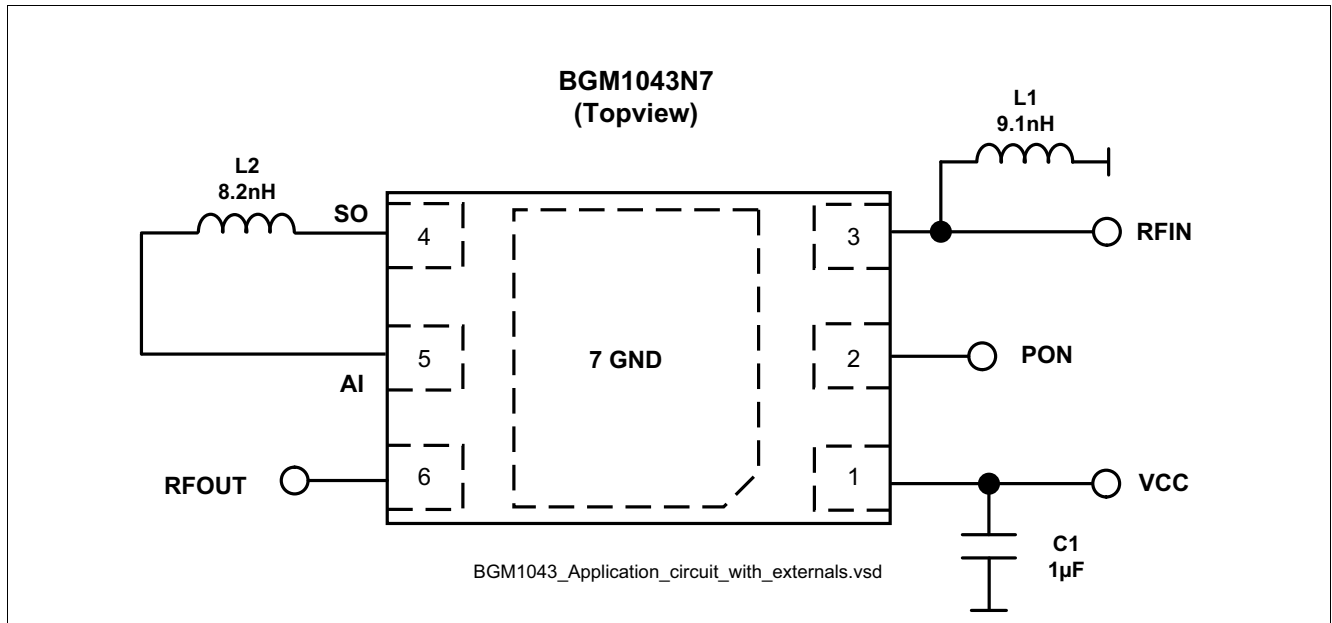 BGM1043N7
(Topview)
L1
9.1nH
L2
8.2nH
SO
4
3
RFIN
7 GND
5
2
PON
AI
RFOUT
6
1
VCC
C1
1µF
BGM1043_Application_circuit_with_externals.vsd